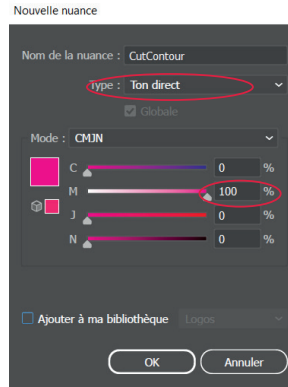 Nouvelle nuance
Nom de la nuance : CutContour
Type : Ton direct
Globale
Mode : CMJN
C 0 %
M 100 %
J 0 %
N 0 %
Ajouter à ma bibliothèque Logos
OK Annuler